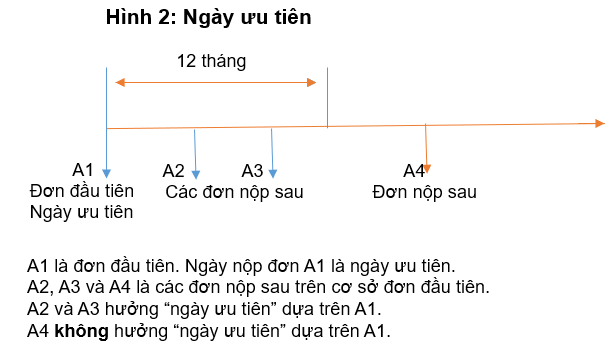 Hình 2: Ngày ưu tiên
12 tháng
A1
A2
A3
A4
Đơn đầu tiên
Các đơn nộp sau
Đơn nộp sau
Ngày ưu tiên
A1 là đơn đầu tiên. Ngày nộp đơn A1 là ngày ưu tiên.
A2, A3 và A4 là các đơn nộp sau trên cơ sở đơn đầu tiên.
A2 và A3 hưởng “ngày ưu tiên” dựa trên A1.
A4 không hưởng “ngày ưu tiên” dựa trên A1.